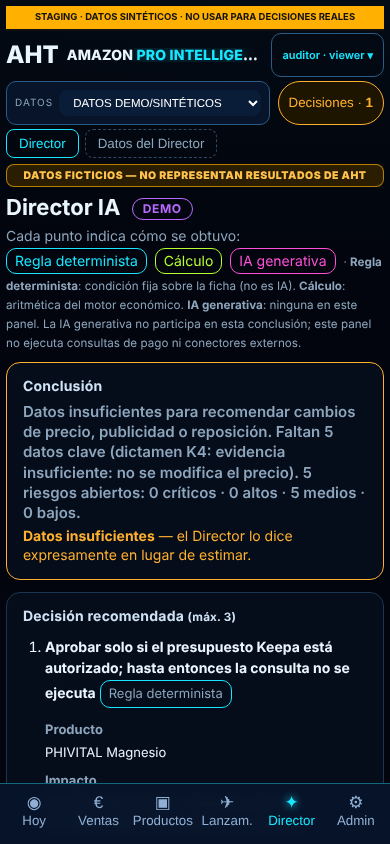 STAGING · DATOS SINTÉTICOS · NO USAR PARA DECISIONES REALES
AHT AMAZON PRO INTELLIGE... auditor · viewer ▾
DATOS DATOS DEMO/SINTÉTICOS Decisiones · 1
Director Datos del Director
DATOS FICTICIOS — NO REPRESENTAN RESULTADOS DE AHT
Director IA DEMO
Cada punto indica cómo se obtuvo:
Regla determinista Cálculo IA generativa · Regla
determinista: condición fija sobre la ficha (no es IA). Cálculo:
aritmética del motor económico. IA generativa: ninguna en este
panel. La IA generativa no participa en esta conclusión; este panel
no ejecuta consultas de pago ni conectores externos.
Conclusión
Datos insuficientes para recomendar cambios
de precio, publicidad o reposición. Faltan 5
datos clave (dictamen K4: evidencia
insuficiente: no se modifica el precio). 5
riesgos abiertos: 0 críticos · 0 altos · 5 medios ·
0 bajos.
Datos insuficientes — el Director lo dice
expresamente en lugar de estimar.
Decisión recomendada (máx. 3)
1. Aprobar solo si el presupuesto Keepa está
autorizado; hasta entonces la consulta no se
ejecuta Regla determinista
Producto
PHIVITAL Magnesio
Impacto
Hoy Ventas Productos Lanzam. Director Admin